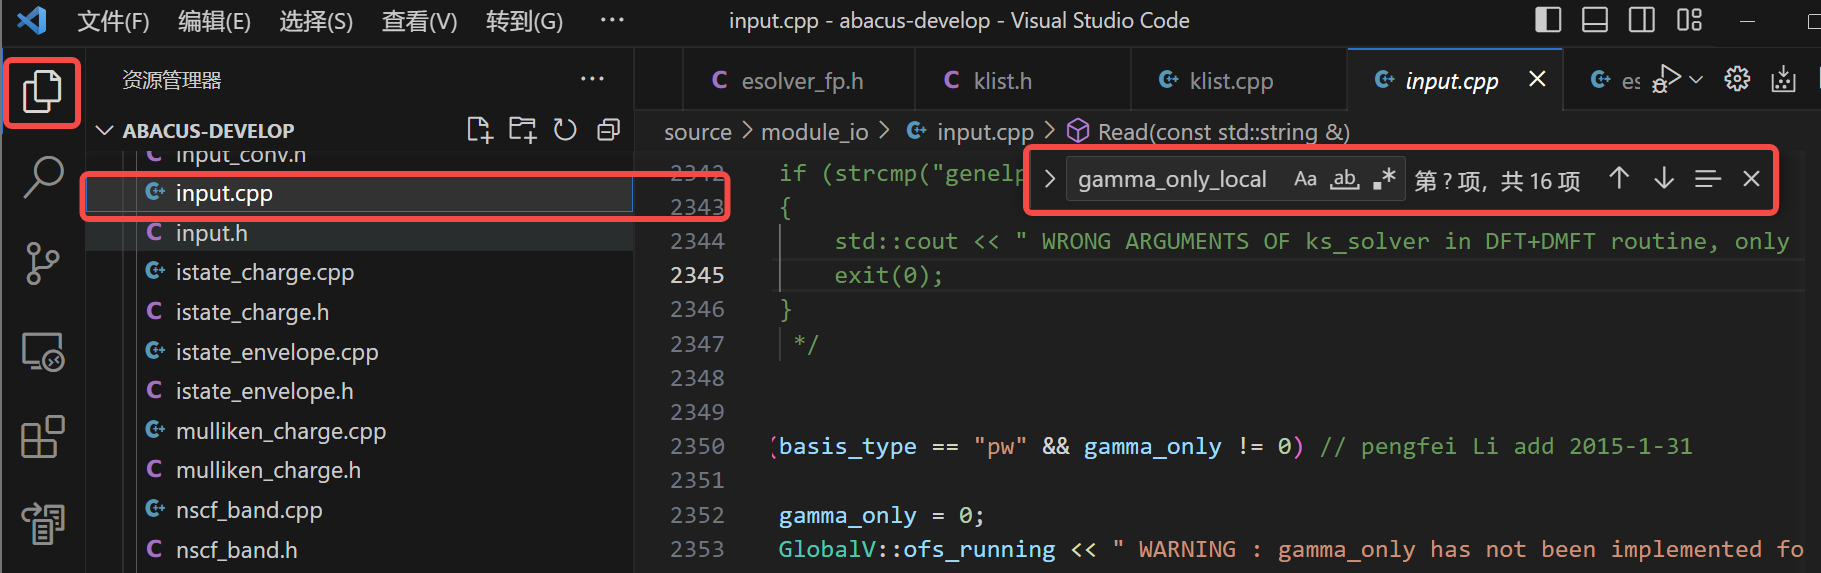 文件(F) 编辑(E) 选择(S) 查看(V) 转到(G) ··· input.cpp - abacus-develop - Visual Studio Code
资源管理器 ···
esolver_fp.h klist.h klist.cpp input.cpp es
ABACUS-DEVELOP
source > module_io > input.cpp > Read(const std::string &)
gamma_only_local Aa ab .* 第 ? 项, 共 16 项
input_conv.h
input.cpp
input.h
istate_charge.cpp
istate_charge.h
istate_envelope.cpp
istate_envelope.h
mulliken_charge.cpp
mulliken_charge.h
nscf_band.cpp
nscf_band.h
2342 if (strcmp("genelp
2343 {
2344 std::cout << " WRONG ARGUMENTS OF ks_solver in DFT+DMFT routine, only
2345 exit(0);
2346 }
2347 */
2348
2349
2350 (basis_type == "pw" && gamma_only != 0) // pengfei Li add 2015-1-31
2351
2352 gamma_only = 0;
2353 GlobalV::ofs_running << " WARNING : gamma_only has not been implemented fo